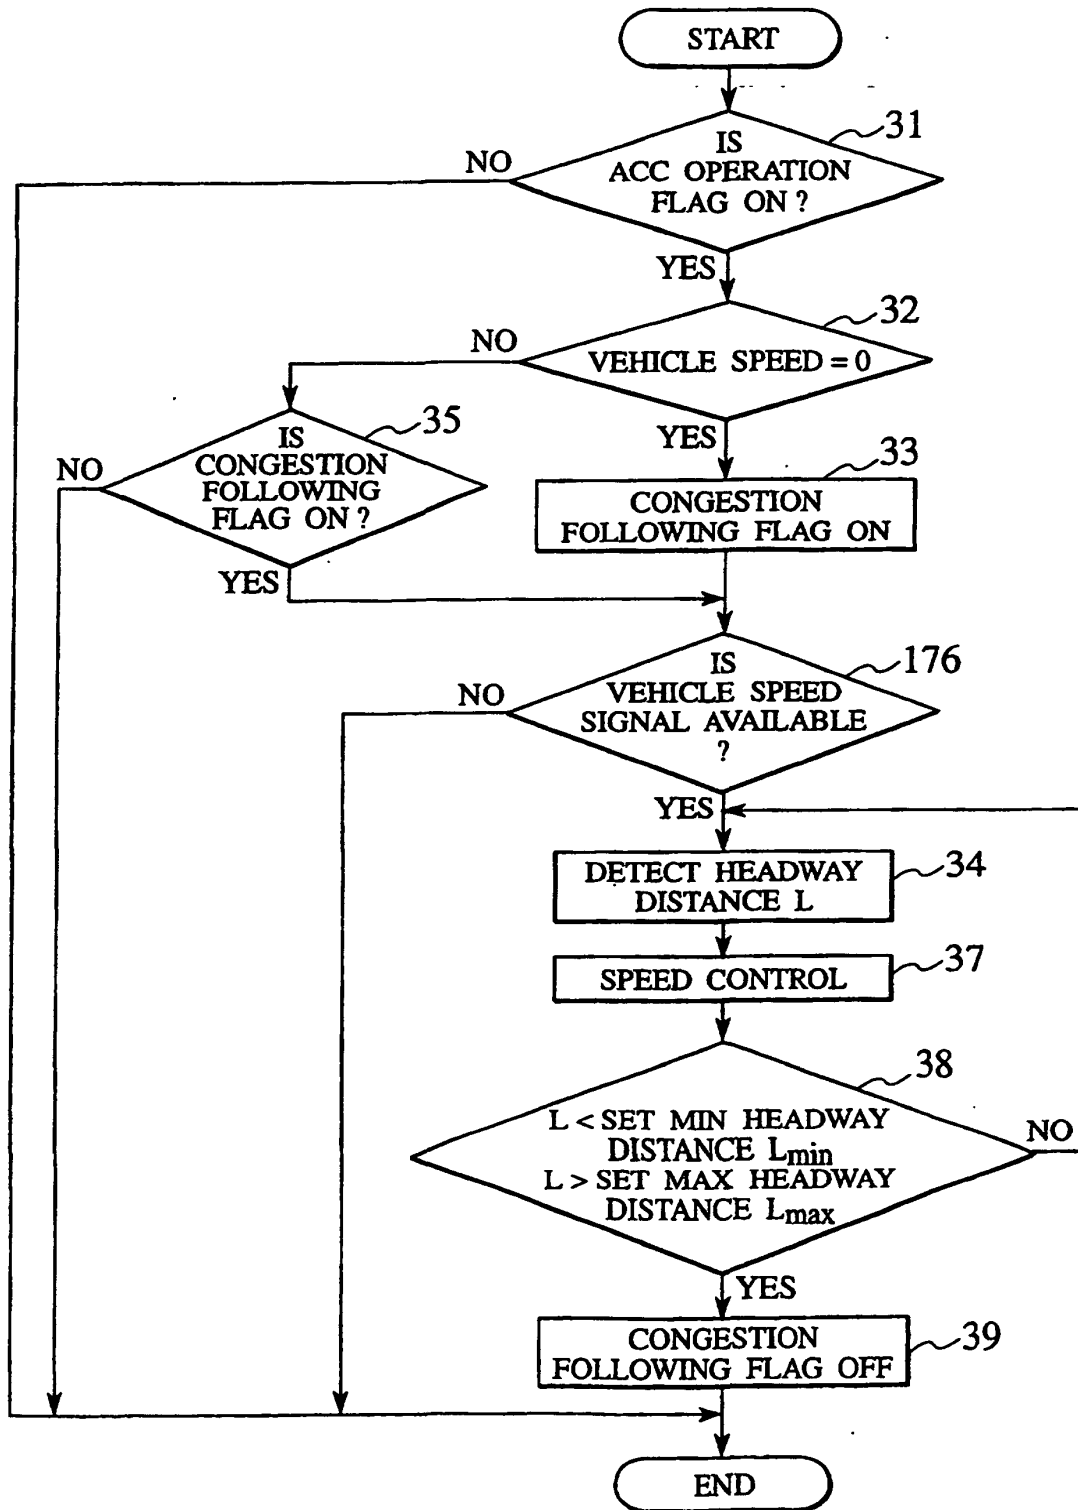 START
31
IS
ACC OPERATION
FLAG ON ?
NO
YES
32
VEHICLE SPEED = 0
NO
YES
35
IS
CONGESTION
FOLLOWING
FLAG ON ?
NO
YES
33
CONGESTION
FOLLOWING FLAG ON
176
IS
VEHICLE SPEED
SIGNAL AVAILABLE
?
NO
YES
34
DETECT HEADWAY
DISTANCE L
37
SPEED CONTROL
38
L < SET MIN HEADWAY
DISTANCE Lmin
L > SET MAX HEADWAY
DISTANCE Lmax
NO
YES
39
CONGESTION
FOLLOWING FLAG OFF
END